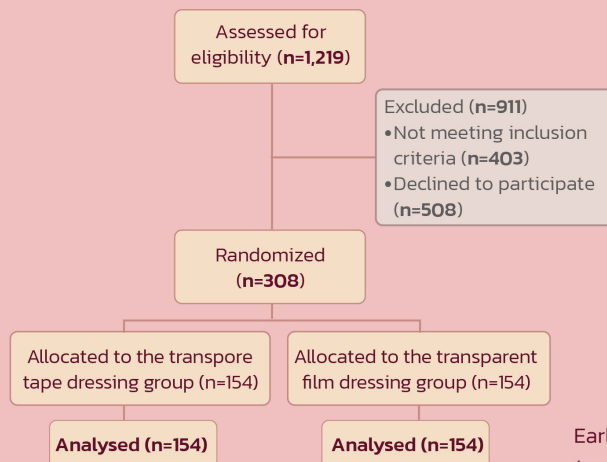 Assessed for
eligibility (n=1,219)
Excluded (n=911)
•Not meeting inclusion
criteria (n=403)
•Declined to participate
(n=508)
Randomized
(n=308)
Allocated to the transpore
tape dressing group (n=154)
Allocated to the transparent
film dressing group (n=154)
Analysed (n=154)
Analysed (n=154)